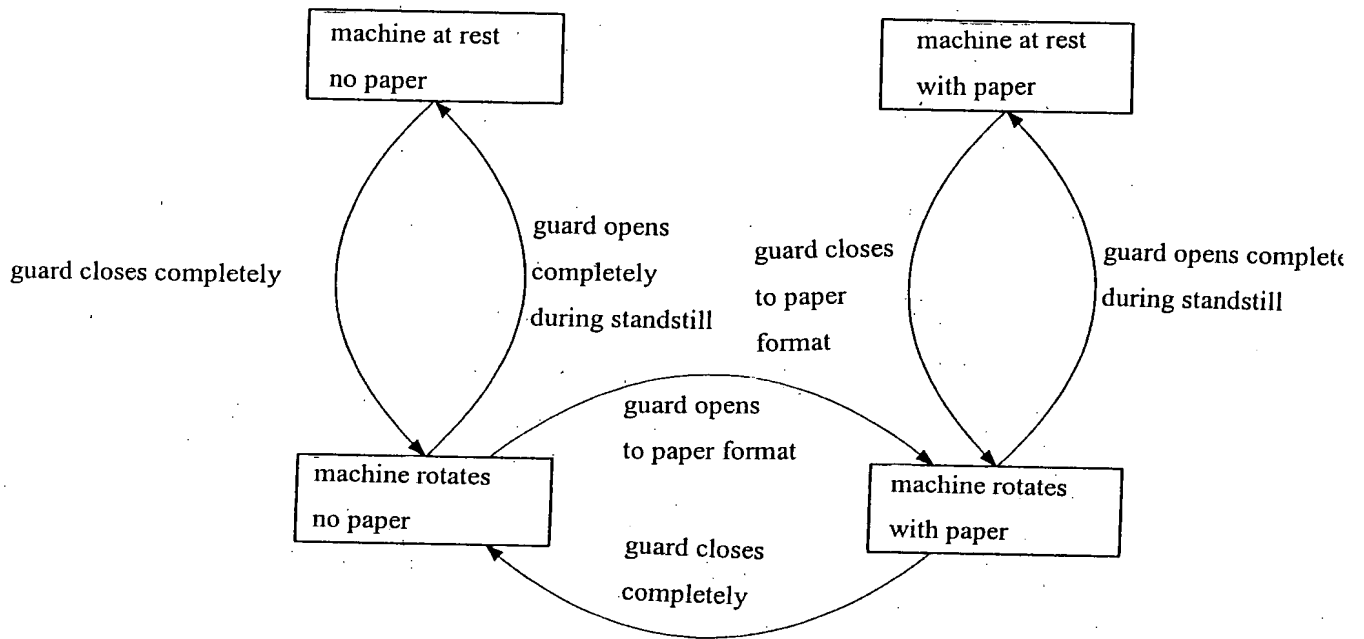 machine at rest
no paper
machine at rest
with paper
guard closes completely
guard opens
completely
during standstill
guard closes
to paper
format
guard opens complete
during standstill
guard opens
to paper format
machine rotates
no paper
machine rotates
with paper
guard closes
completely